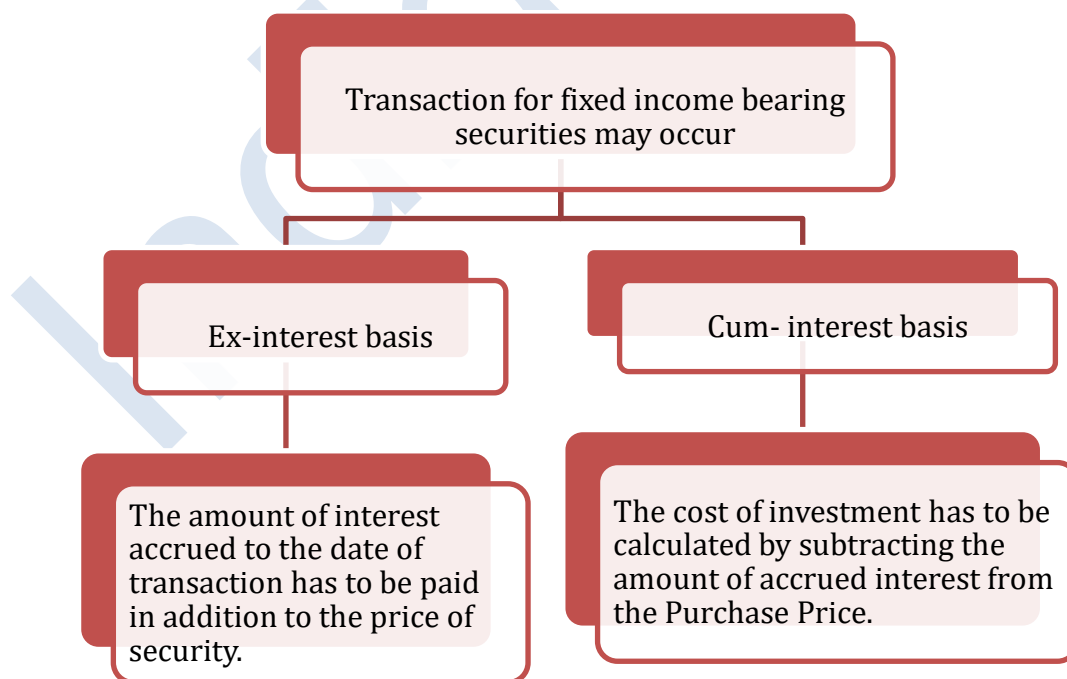 Transaction for fixed income bearing
securities may occur
Ex-interest basis
Cum- interest basis
The amount of interest
accrued to the date of
transaction has to be paid
in addition to the price of
security.
The cost of investment has to be
calculated by subtracting the
amount of accrued interest from
the Purchase Price.